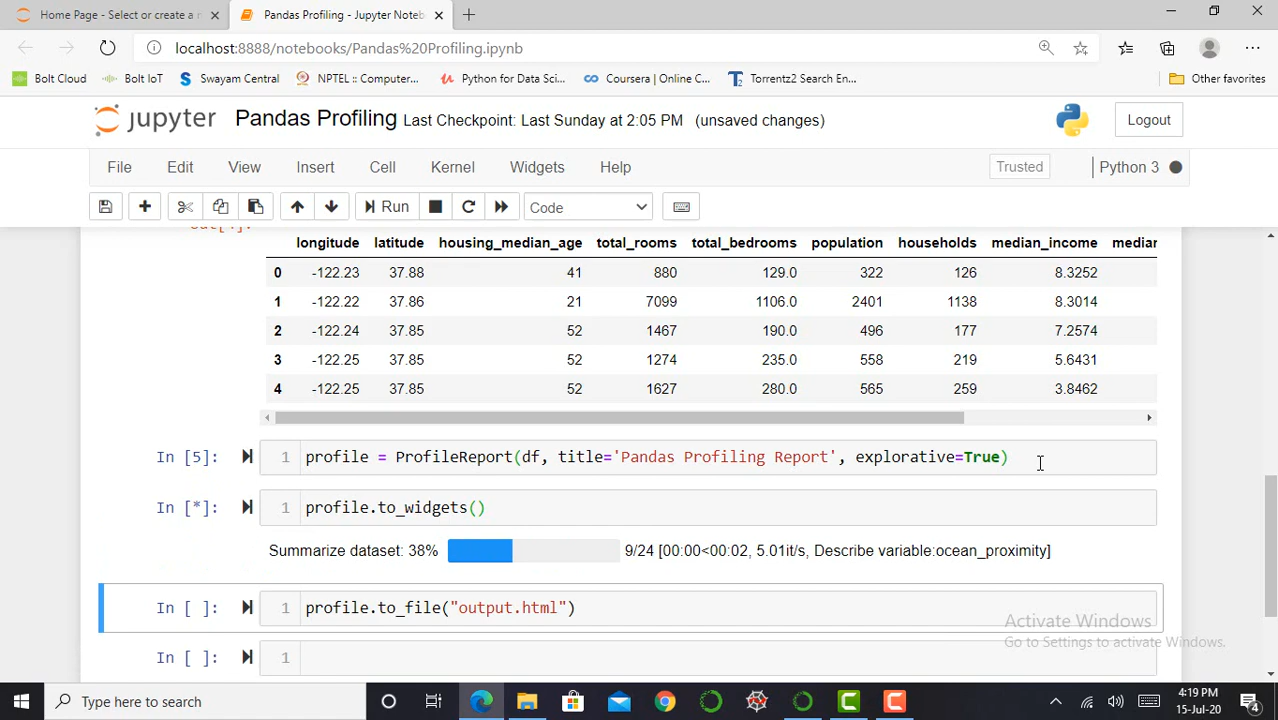 Home Page - Select or create a n
Pandas Profiling - Jupyter Noteb
localhost:8888/notebooks/Pandas%20Profiling.ipynb
Bolt Cloud
Bolt IoT
Swayam Central
NPTEL :: Computer...
Python for Data Sci...
Coursera | Online C...
Torrentz2 Search En...
Other favorites
jupyter Pandas Profiling Last Checkpoint: Last Sunday at 2:05 PM (unsaved changes)
Logout
File Edit View Insert Cell Kernel Widgets Help
Trusted
Python 3
Run
Code
Out[4]:
longitude latitude housing_median_age total_rooms total_bedrooms population households median_income median
0 -122.23 37.88 41 880 129.0 322 126 8.3252
1 -122.22 37.86 21 7099 1106.0 2401 1138 8.3014
2 -122.24 37.85 52 1467 190.0 496 177 7.2574
3 -122.25 37.85 52 1274 235.0 558 219 5.6431
4 -122.25 37.85 52 1627 280.0 565 259 3.8462
In [5]: 1 profile = ProfileReport(df, title='Pandas Profiling Report', explorative=True)
In [*]: 1 profile.to_widgets()
Summarize dataset: 38% 9/24 [00:00<00:02, 5.01it/s, Describe variable:ocean_proximity]
In [ ]: 1 profile.to_file("output.html")
In [ ]: 1
Activate Windows
Go to Settings to activate Windows.
Type here to search
4:19 PM
15-Jul-20
4